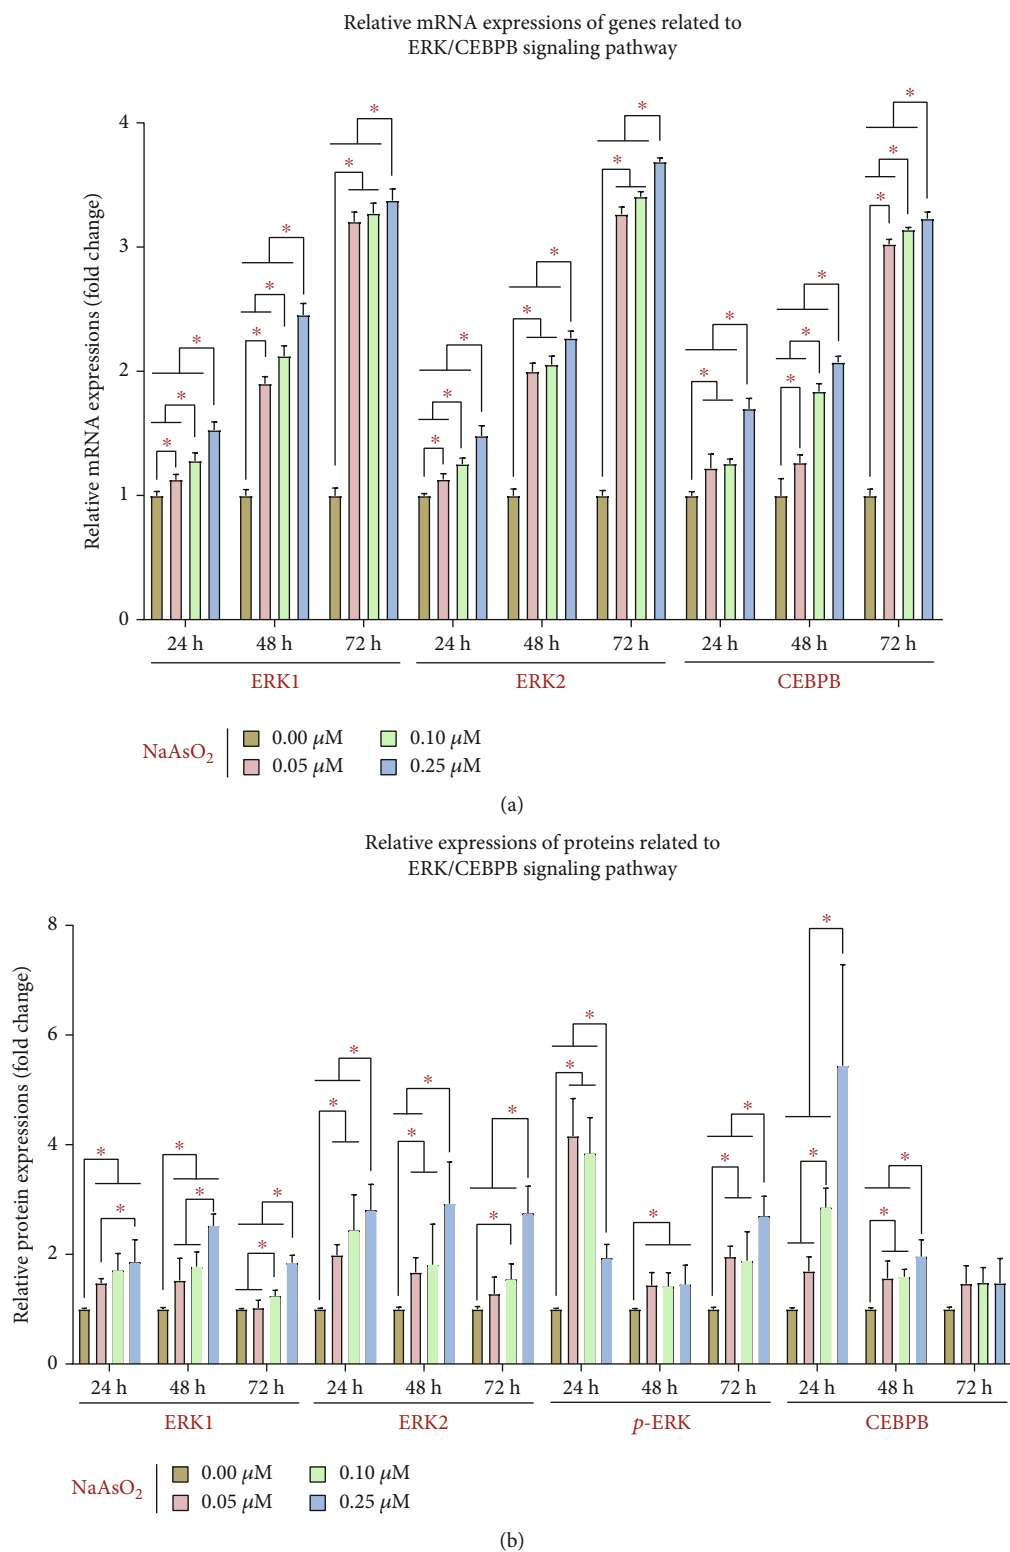 Relative mRNA expressions of genes related to
ERK/CEBPB signaling pathway
Relative mRNA expressions (fold change)
4
3
2
1
0
* * * * * * * * * * * * * * * * * * * * * *
24 h 48 h 72 h 24 h 48 h 72 h 24 h 48 h 72 h
ERK1 ERK2 CEBPB
NaAsO₂
0.00 μM 0.10 μM
0.05 μM 0.25 μM
(a)
Relative expressions of proteins related to
ERK/CEBPB signaling pathway
Relative protein expressions (fold change)
8
6
4
2
0
* * * * * * * * * * * * * * * * * * * * *
24 h 48 h 72 h 24 h 48 h 72 h 24 h 48 h 72 h 24 h 48 h 72 h
ERK1 ERK2 p-ERK CEBPB
NaAsO₂
0.00 μM 0.10 μM
0.05 μM 0.25 μM
(b)